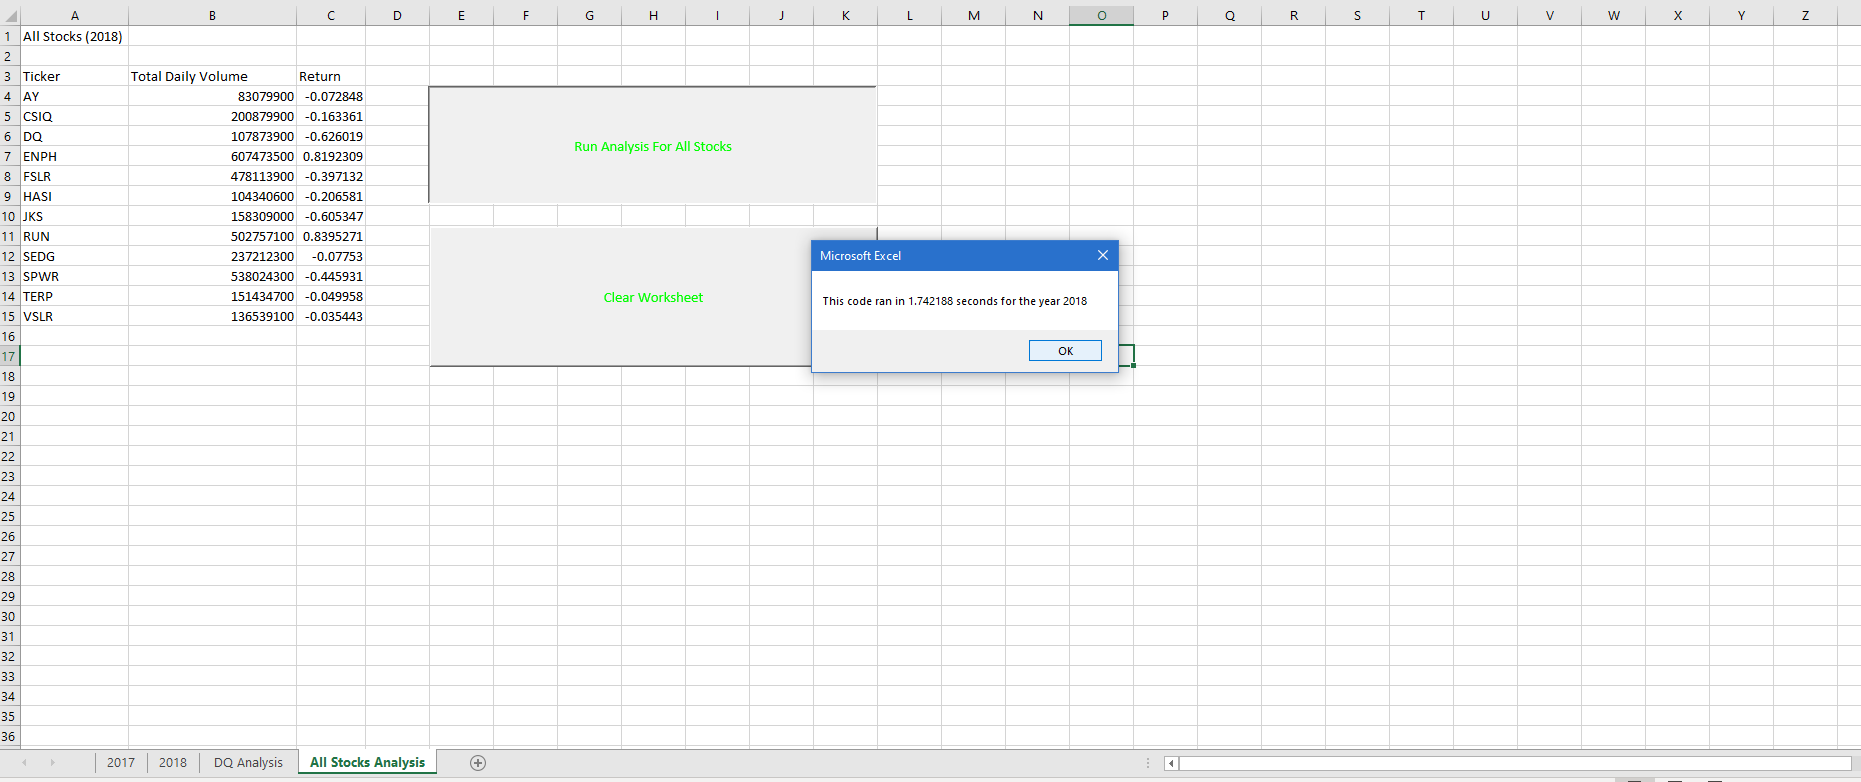 A B C D E F G H I J K L M N O P Q R S T U V W X Y Z
1 All Stocks (2018)
2
3 Ticker Total Daily Volume Return
4 AY 83079900 -0.072848
5 CSIQ 200879900 -0.163361
6 DQ 107873900 -0.626019
7 ENPH 607473500 0.8192309
8 FSLR 478113900 -0.397132
9 HASI 104340600 -0.206581
10 JKS 158309000 -0.605347
11 RUN 502757100 0.8395271
12 SEDG 237212300 -0.07753
13 SPWR 538024300 -0.445931
14 TERP 151434700 -0.049958
15 VSLR 136539100 -0.035443
16
17
18
19
20
21
22
23
24
25
26
27
28
29
30
31
32
33
34
35
36
Run Analysis For All Stocks
Clear Worksheet
Microsoft Excel
This code ran in 1.742188 seconds for the year 2018
OK
2017 2018 DQ Analysis All Stocks Analysis